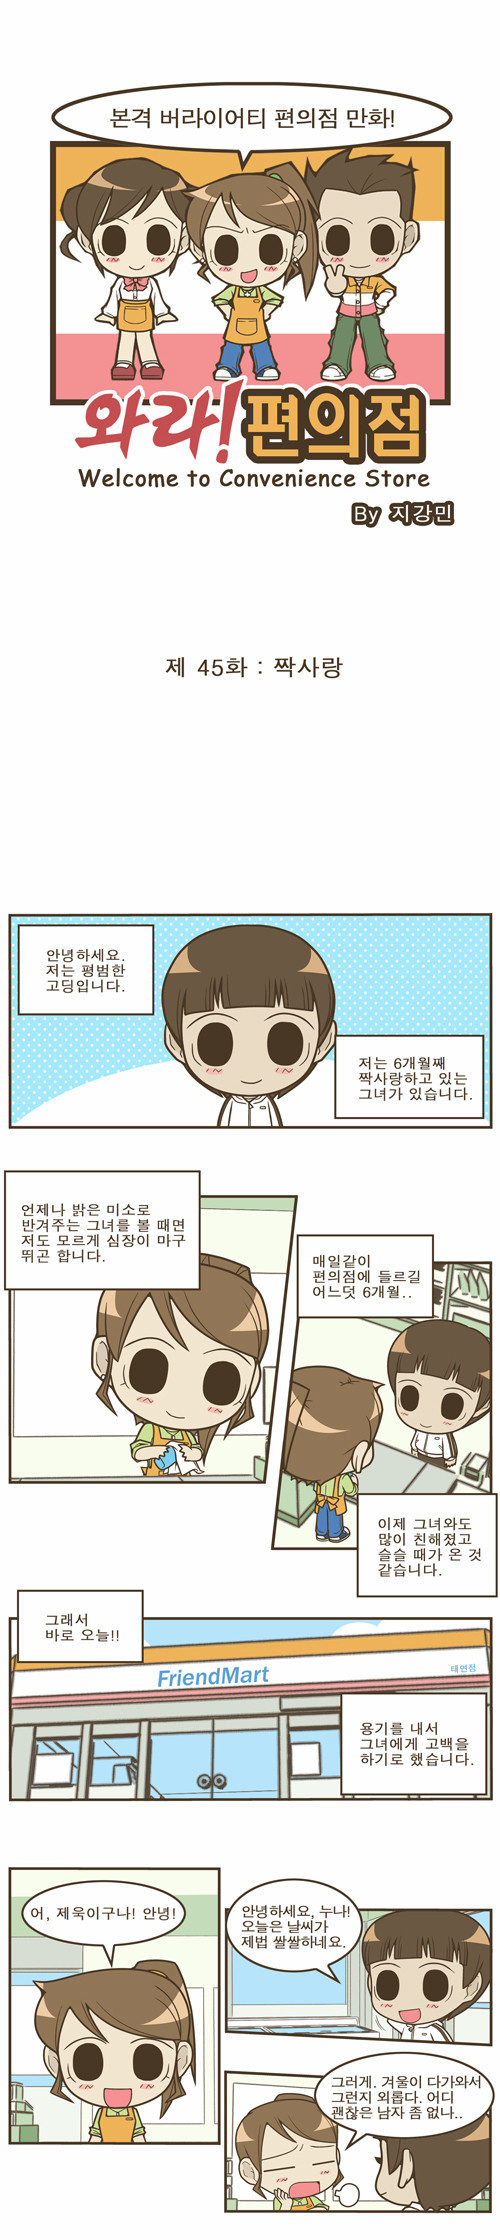 본격 버라이어티 편의점 만화!
와라! 편의점
Welcome to Convenience Store
By 지강민
제 45화 : 짝사랑
안녕하세요.
저는 평범한
고딩입니다.
저는 6개월째
짝사랑하고 있는
그녀가 있습니다.
언제나 밝은 미소로
반겨주는 그녀를 볼 때면
저도 모르게 심장이 마구
뛰곤 합니다.
매일같이
편의점에 들르길
어느덧 6개월..
이제 그녀와도
많이 친해졌고
슬슬 때가 온 것
같습니다.
그래서
바로 오늘!!
FriendMart
태연점
용기를 내서
그녀에게 고백을
하기로 했습니다.
어, 제욱이구나! 안녕!
안녕하세요, 누나!
오늘은 날씨가
제법 쌀쌀하네요.
그러게. 겨울이 다가와서
그런지 외롭다. 어디
괜찮은 남자 좀 없나..